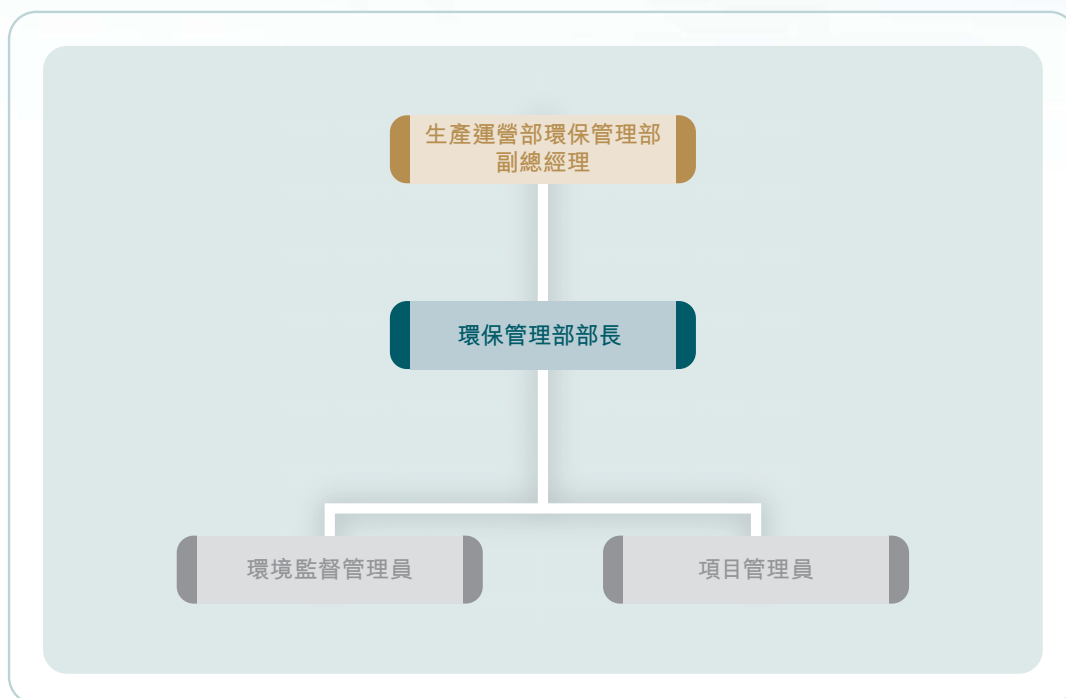 生產運營部環保管理部
副總經理
環保管理部部長
環境監督管理員
項目管理員